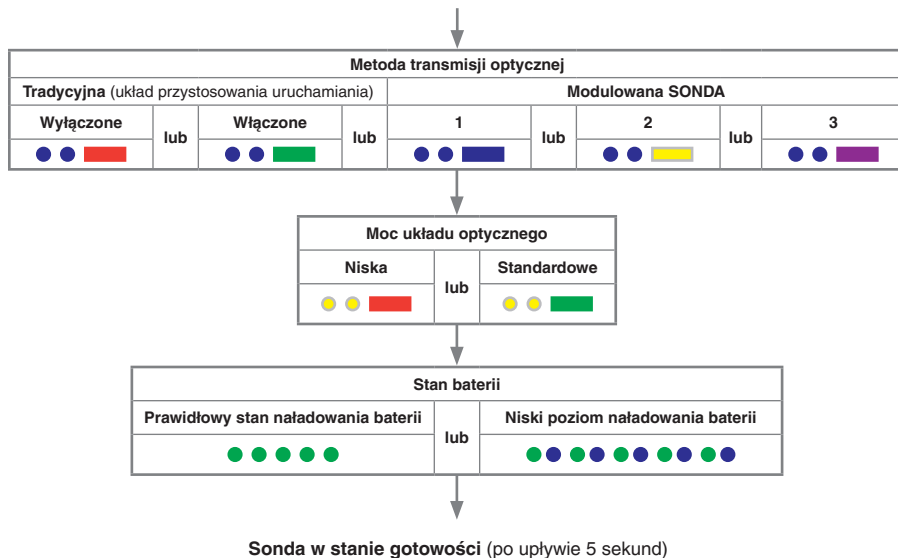 Metoda transmisji optycznej
Tradycyjna (układ przystosowania uruchamiania)
Modulowana SONDA
Wyłączone
lub
Włączone
lub
1
lub
2
lub
3
Moc układu optycznego
Niska
lub
Standardowe
Stan baterii
Prawidłowy stan naładowania baterii
lub
Niski poziom naładowania baterii
Sonda w stanie gotowości (po upływie 5 sekund)